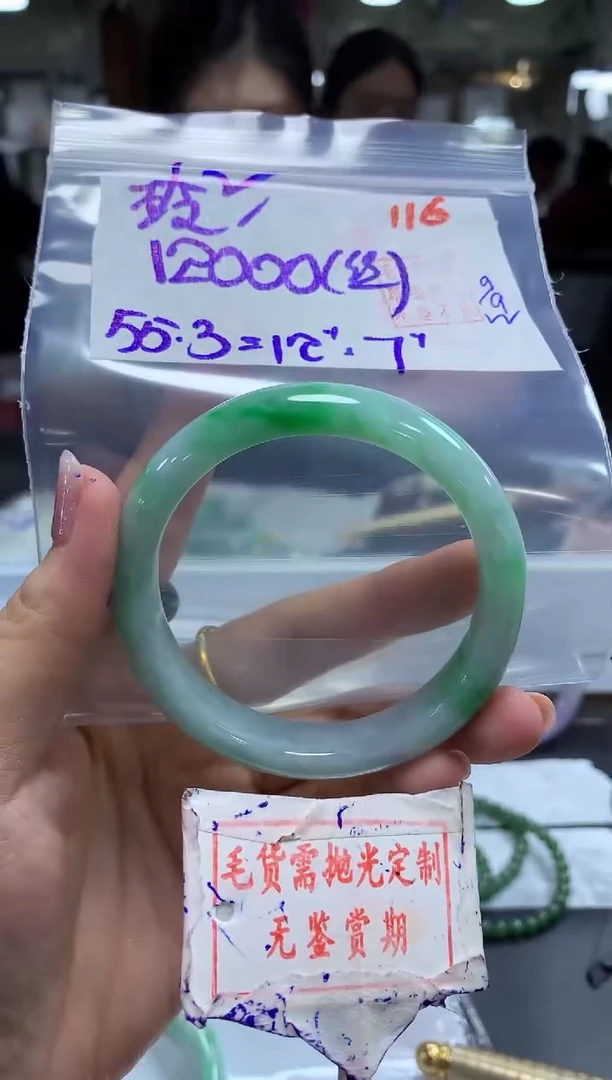 116
12000(丝)
55.3=12.7
毛货需抛光定制
无鉴赏期